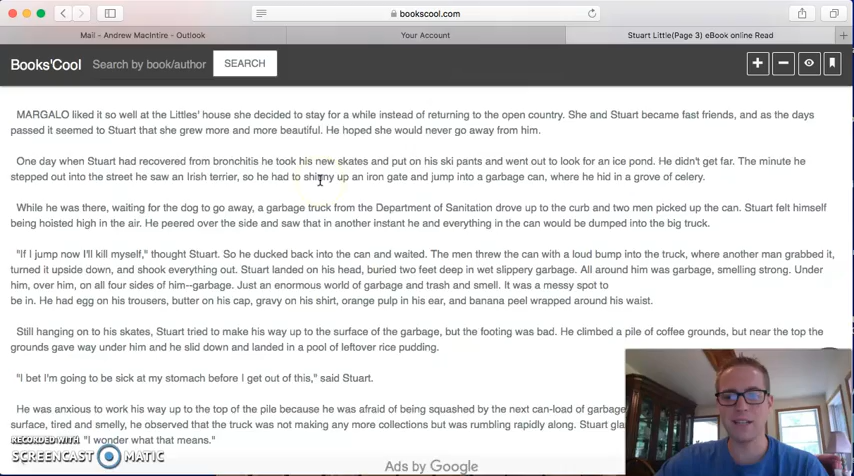 bookscool.com
Mail - Andrew MacIntire - Outlook
Your Account
Stuart Little(Page 3) eBook online Read
Books'Cool
Search by book/author
SEARCH
MARGALO liked it so well at the Littles' house she decided to stay for a while instead of returning to the open country. She and Stuart became fast friends, and as the days
passed it seemed to Stuart that she grew more and more beautiful. He hoped she would never go away from him.
One day when Stuart had recovered from bronchitis he took his new skates and put on his ski pants and went out to look for an ice pond. He didn't get far. The minute he
stepped out into the street he saw an Irish terrier, so he had to shinny up an iron gate and jump into a garbage can, where he hid in a grove of celery.
While he was there, waiting for the dog to go away, a garbage truck from the Department of Sanitation drove up to the curb and two men picked up the can. Stuart felt himself
being hoisted high in the air. He peered over the side and saw that in another instant he and everything in the can would be dumped into the big truck.
"If I jump now I'll kill myself," thought Stuart. So he ducked back into the can and waited. The men threw the can with a loud bump into the truck, where another man grabbed it,
turned it upside down, and shook everything out. Stuart landed on his head, buried two feet deep in wet slippery garbage. All around him was garbage, smelling strong. Under
him, over him, on all four sides of him--garbage. Just an enormous world of garbage and trash and smell. It was a messy spot to
be in. He had egg on his trousers, butter on his cap, gravy on his shirt, orange pulp in his ear, and banana peel wrapped around his waist.
Still hanging on to his skates, Stuart tried to make his way up to the surface of the garbage, but the footing was bad. He climbed a pile of coffee grounds, but near the top the
grounds gave way under him and he slid down and landed in a pool of leftover rice pudding.
"I bet I'm going to be sick at my stomach before I get out of this," said Stuart.
He was anxious to work his way up to the top of the pile because he was afraid of being squashed by the next can-load of garbage
surface, tired and smelly, he observed that the truck was not making any more collections but was rumbling rapidly along. Stuart gla
"I wonder what that means."
RECORDED WITH
SCREENCAST MATIC
Ads by Google